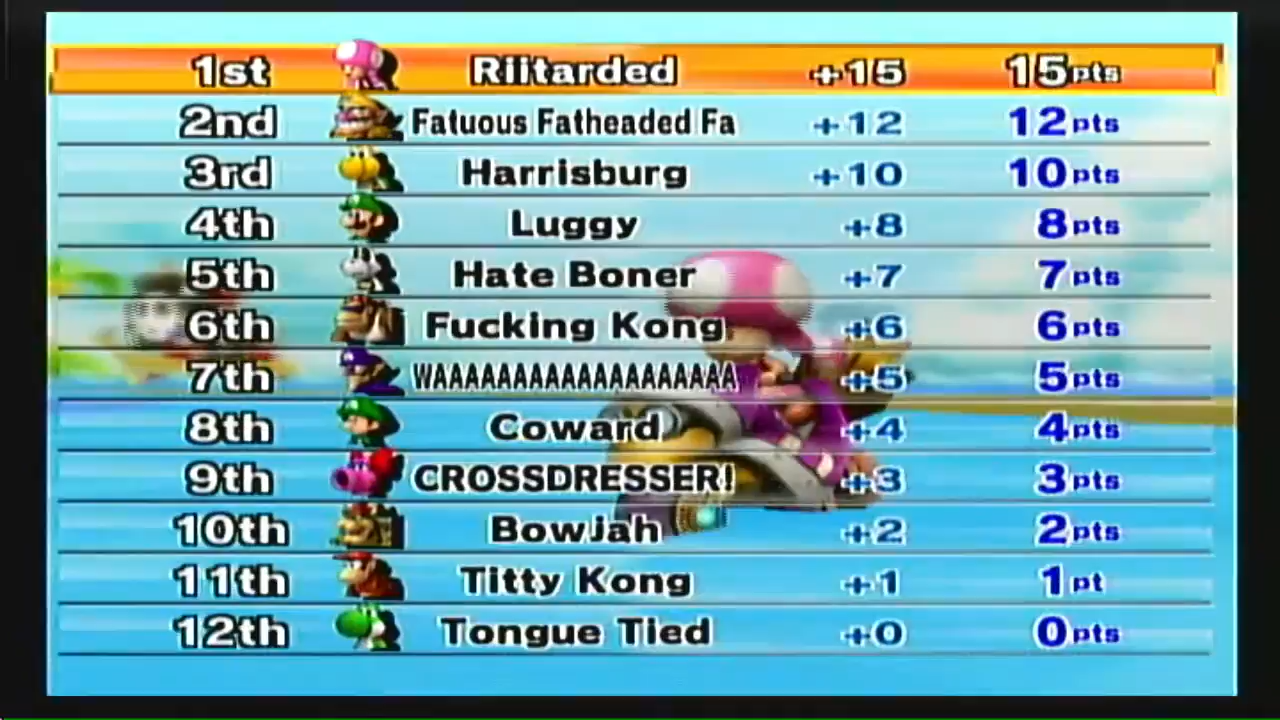 1st Riitarded +15 15pts
2nd Fatuous Fatheaded Fa +12 12pts
3rd Harrisburg +10 10pts
4th Luggy +8 8pts
5th Hate Boner +7 7pts
6th Fucking Kong +6 6pts
7th WAAAAAAAAAAAAAAAAAAAA +5 5pts
8th Coward +4 4pts
9th CROSSDRESSER! +3 3pts
10th BowJah +2 2pts
11th Titty Kong +1 1pt
12th Tongue Tied +0 0pts